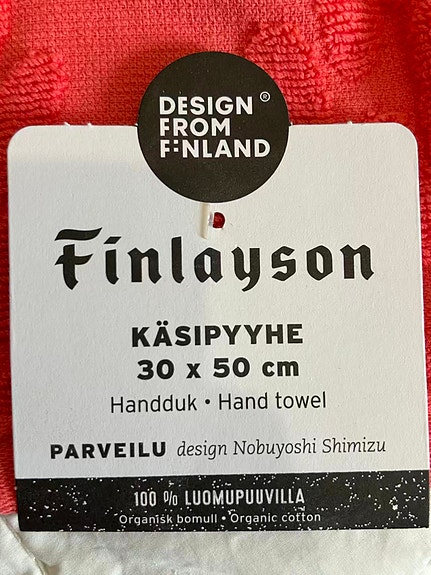 DESIGN ®
FROM
FINLAND
Finlayson
KÄSIPYYHE
30 x 50 cm
Handduk • Hand towel
PARVEILU design Nobuyoshi Shimizu
100 % LUOMUPUUVILLA
Organisk bomull • Organic cotton